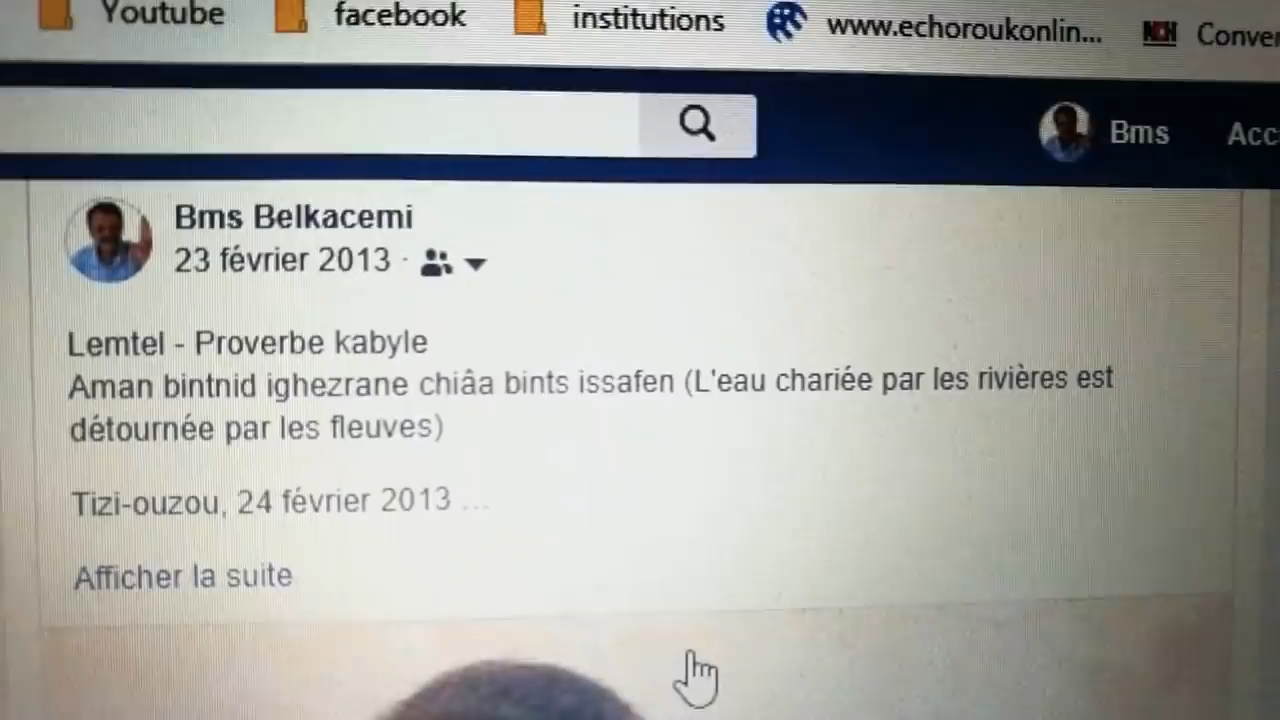 Youtube facebook institutions www.echoroukonlin... Conver
Bms Acc
Bms Belkacemi
23 février 2013 ·
Lemtel - Proverbe kabyle
Aman bintnid ighezrane chiâa bints issafen (L'eau chariée par les rivières est
détournée par les fleuves)
Tizi-ouzou, 24 février 2013 ...
Afficher la suite